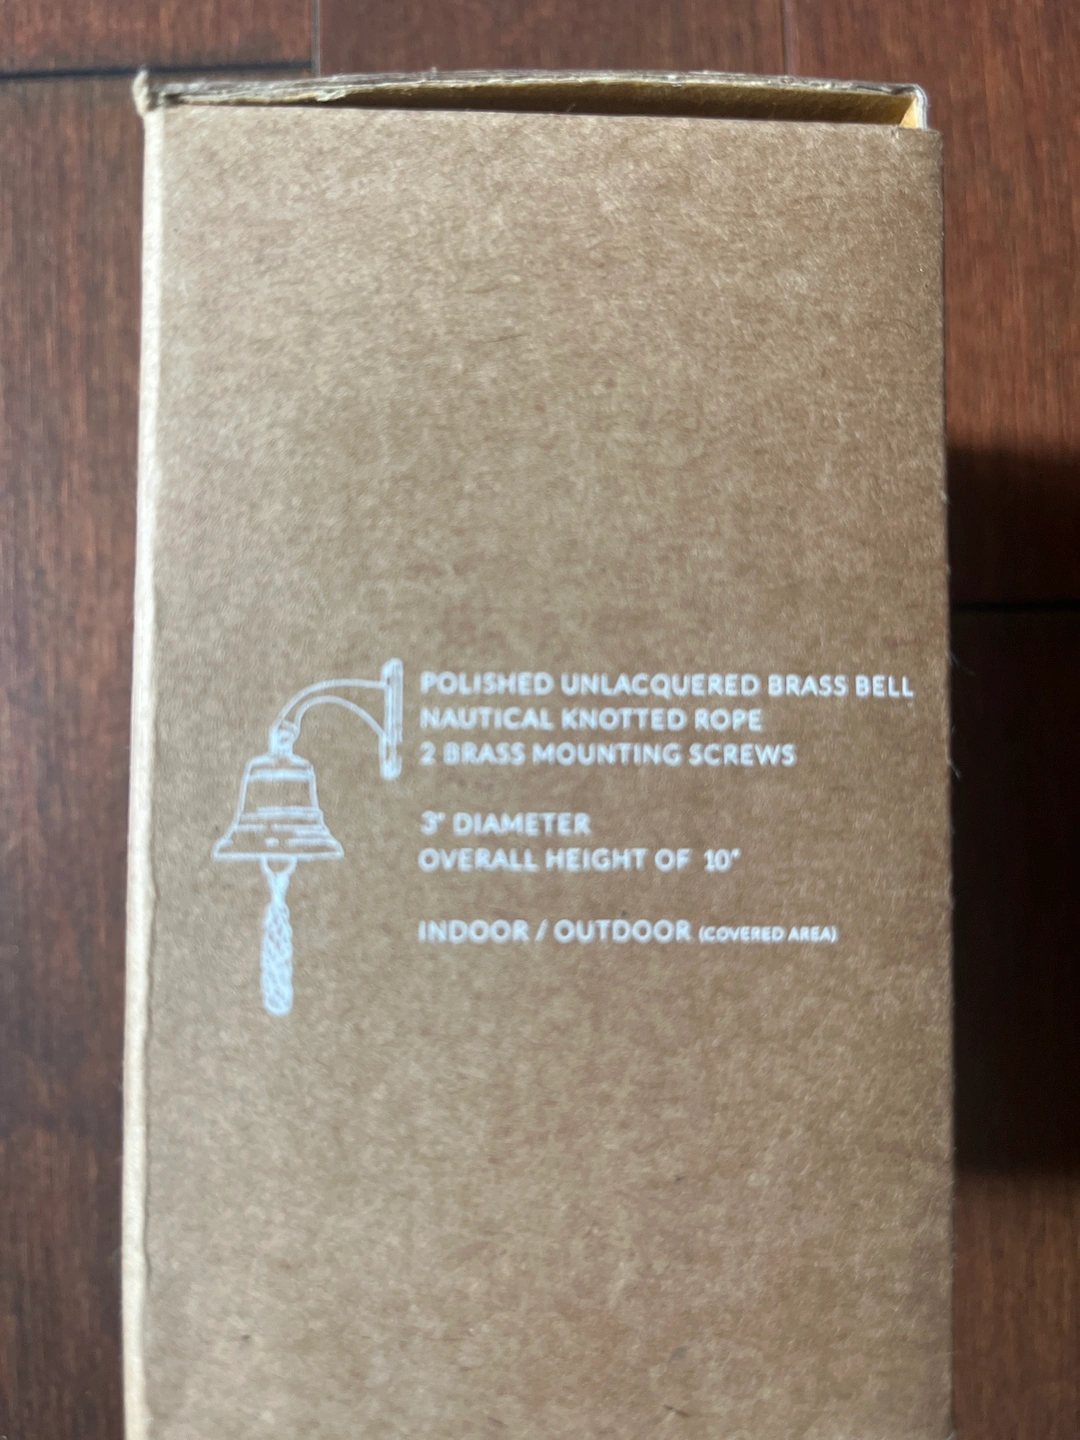 POLISHED UNLACQUERED BRASS BELL
NAUTICAL KNOTTED ROPE
2 BRASS MOUNTING SCREWS
3" DIAMETER
OVERALL HEIGHT OF 10"
INDOOR / OUTDOOR (COVERED AREA)